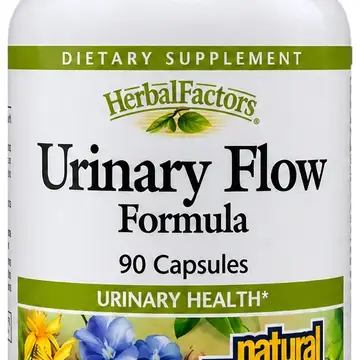 DIETARY SUPPLEMENT
HerbalFactors®
Urinary Flow
Formula
90 Capsules
URINARY HEALTH*
natural